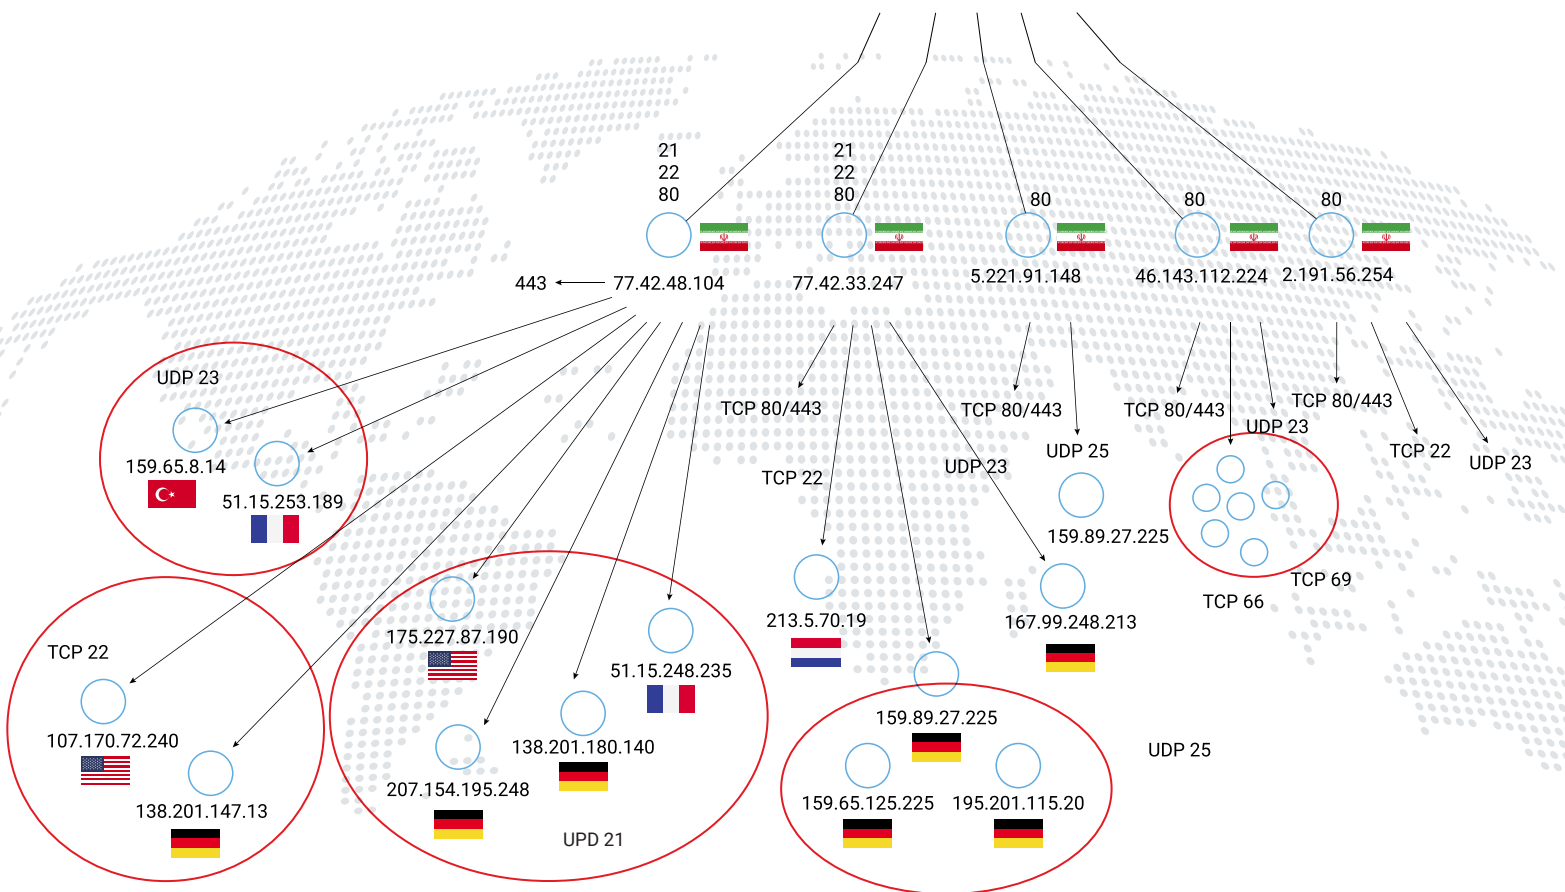 21
22
80
21
22
80
80
80
80
443
77.42.48.104
77.42.33.247
5.221.91.148
46.143.112.224
2.191.56.254
UDP 23
159.65.8.14
51.15.253.189
TCP 80/443
TCP 80/443
TCP 80/443
TCP 80/443
UDP 23
UDP 25
TCP 22
UDP 23
TCP 22
UDP 23
159.89.27.225
TCP 69
TCP 66
213.5.70.19
167.99.248.213
TCP 22
107.170.72.240
138.201.147.13
175.227.87.190
51.15.248.235
138.201.180.140
207.154.195.248
UPD 21
159.89.27.225
159.65.125.225
195.201.115.20
UDP 25